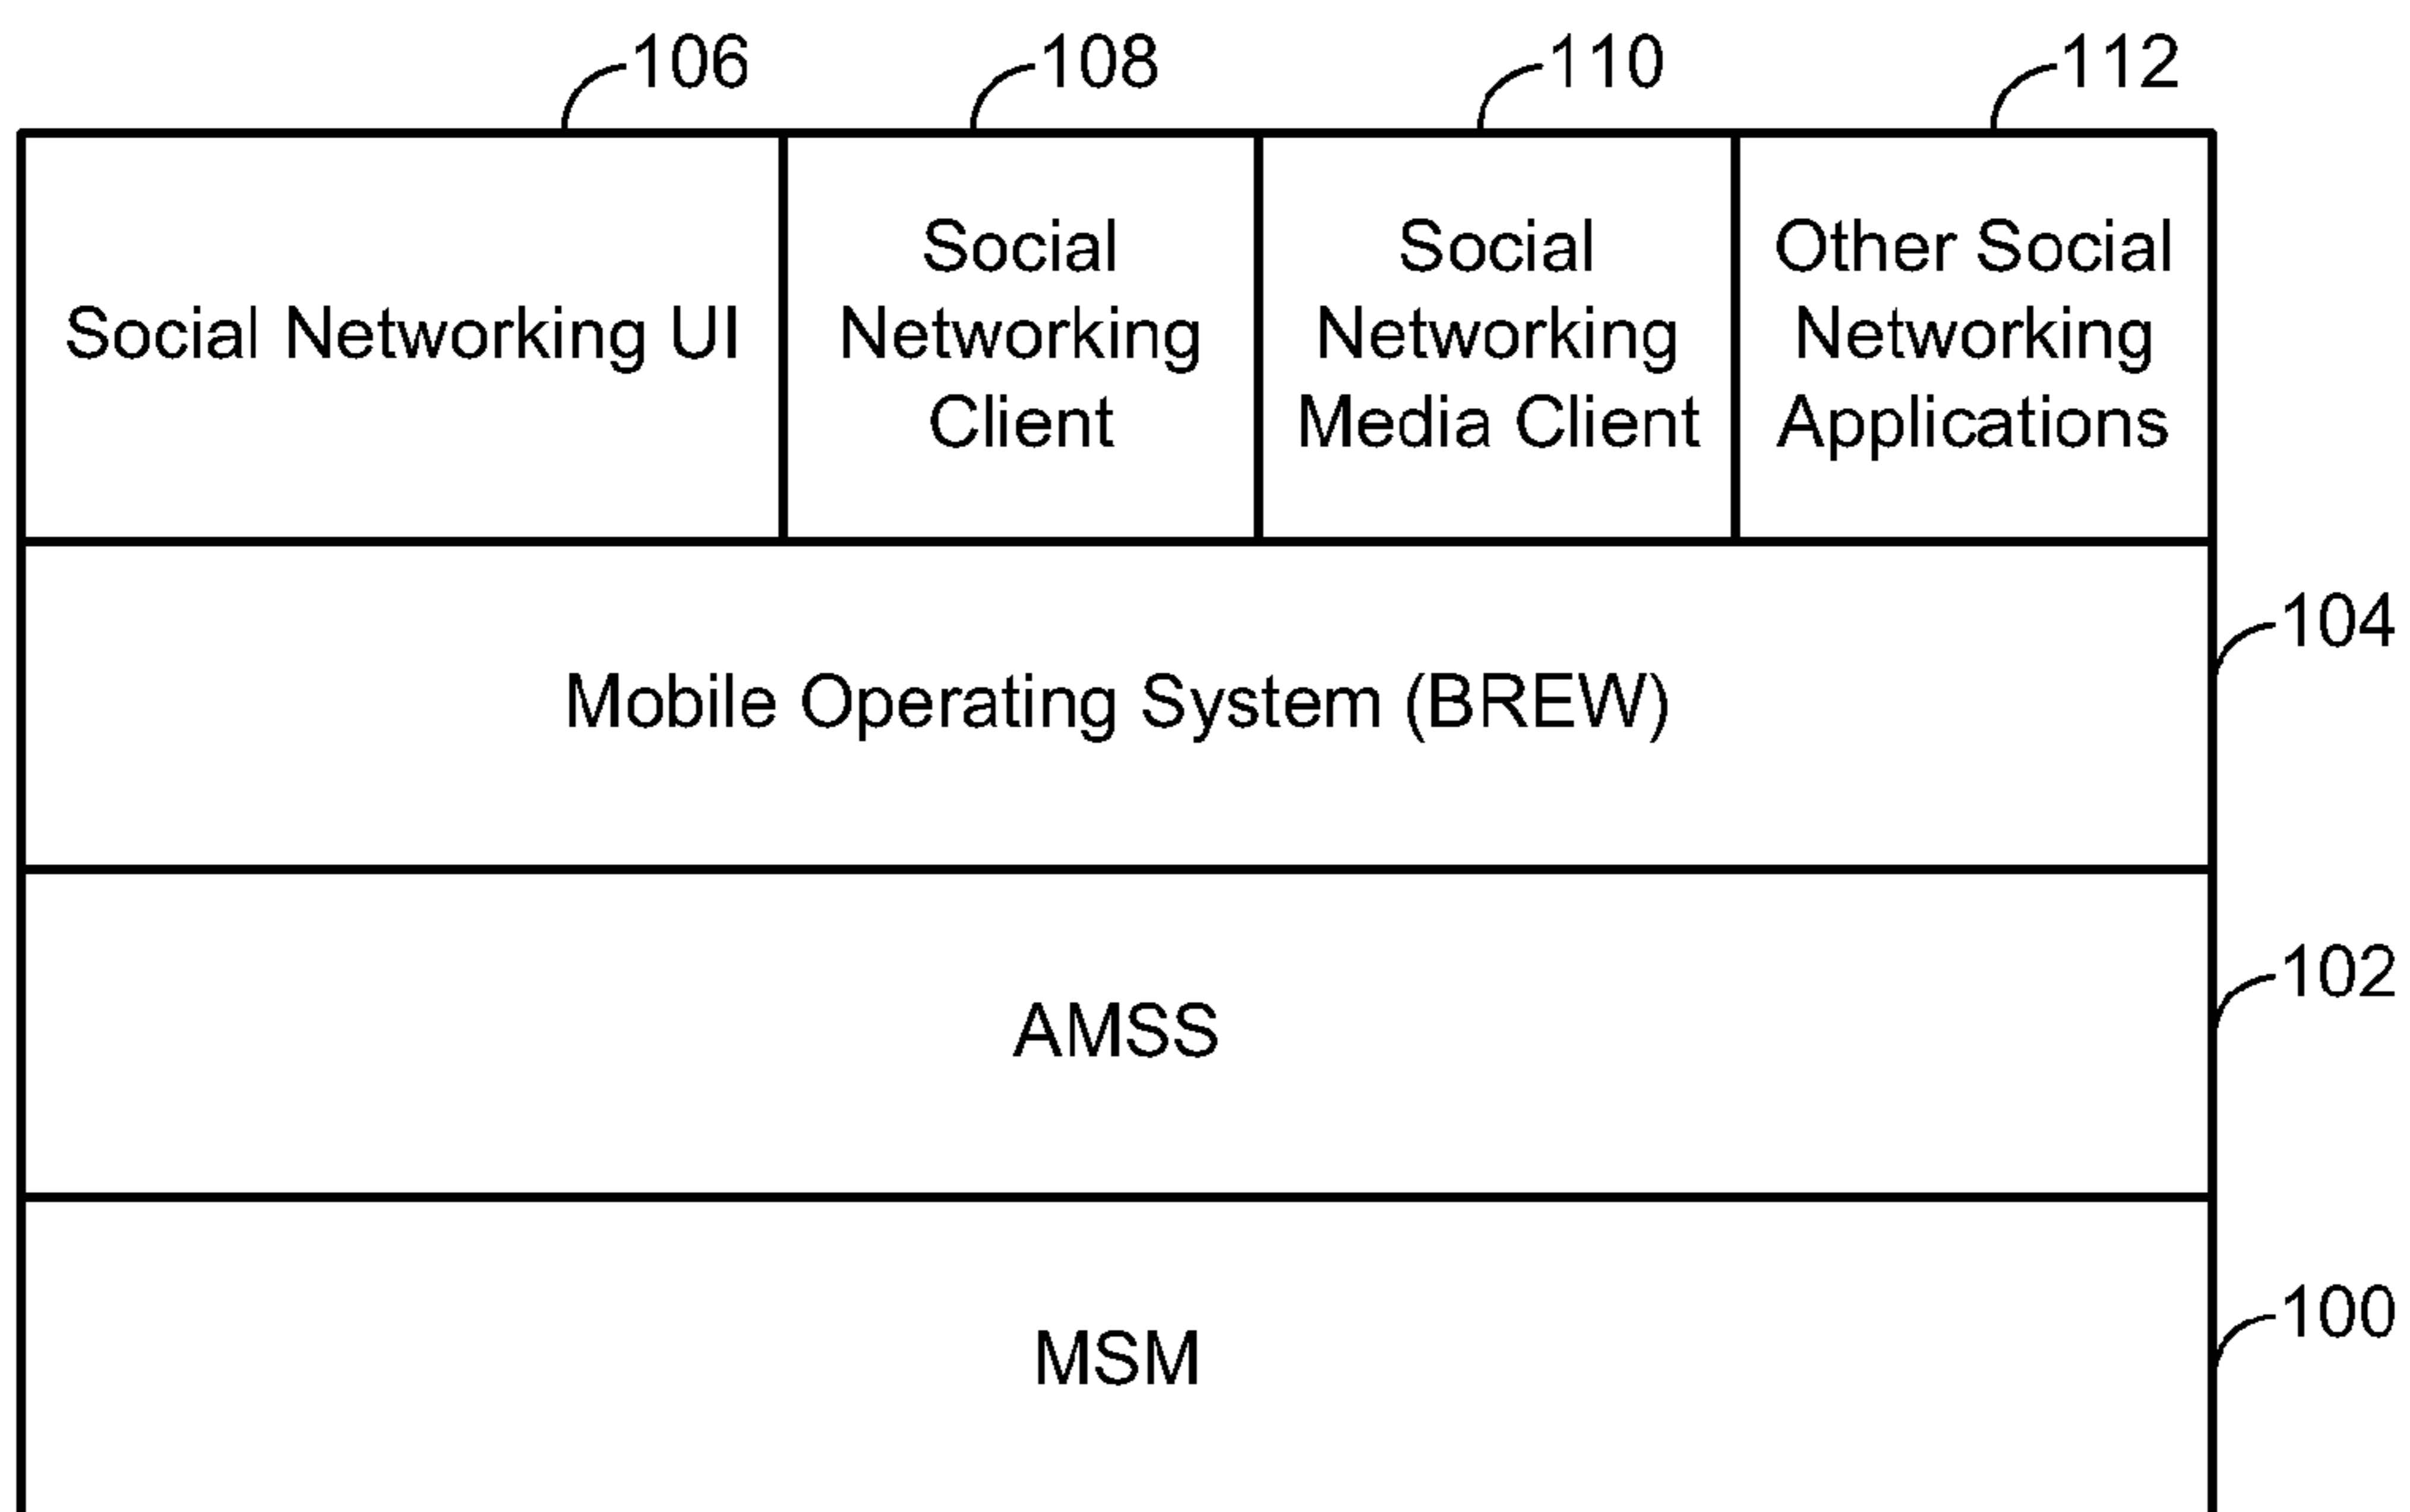 106
108
110
112
Social Networking UI
Social
Networking
Client
Social
Networking
Media Client
Other Social
Networking
Applications
104
Mobile Operating System (BREW)
102
AMSS
100
MSM